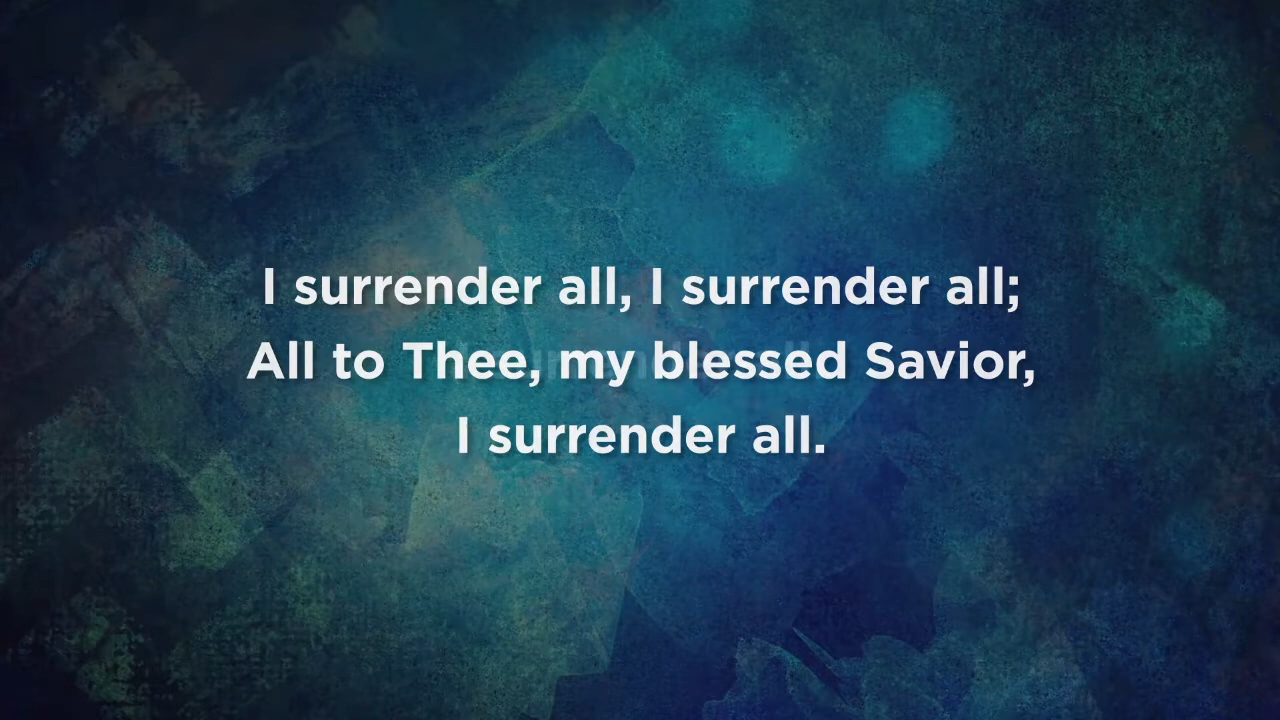 I surrender all, I surrender all;
All to Thee, my blessed Savior,
I surrender all.